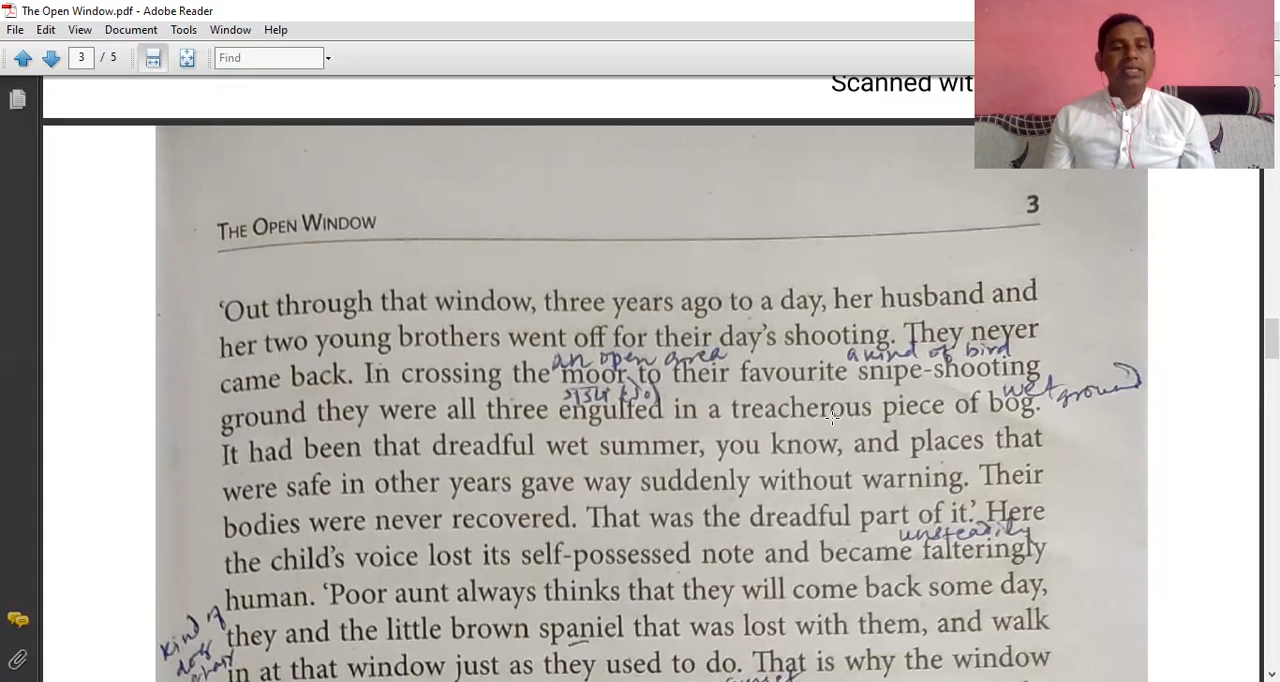 The Open Window.pdf - Adobe Reader
File Edit View Document Tools Window Help
3 / 5 Find
Scanned wit
THE OPEN WINDOW 3
‘Out through that window, three years ago to a day, her husband and
her two young brothers went off for their day’s shooting. They never
an open area a kind of bird
came back. In crossing the moor to their favourite snipe-shooting
wet ground
ground they were all three engulfed in a treacherous piece of bog.
It had been that dreadful wet summer, you know, and places that
were safe in other years gave way suddenly without warning. Their
bodies were never recovered. That was the dreadful part of it.’ Here
unsteadily
the child’s voice lost its self-possessed note and became falteringly
human. ‘Poor aunt always thinks that they will come back some day,
kind of
they and the little brown spaniel that was lost with them, and walk
dog
in at that window just as they used to do. That is why the window